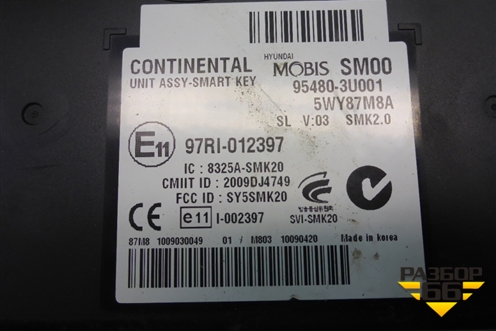 CONTINENTAL HYUNDAI MOBIS SM00
UNIT ASSY-SMART KEY 95480-3U001
5WY87M8A
SL V:03 SMK2.0
E11 97RI-012397
IC : 8325A-SMK20
CMIIT ID : 2009DJ4749
FCC ID : SY5SMK20
CE e11 I-002397 SVI-SMK20
87M8 1009030049 01 / M803 10090420 Made in korea
РАЗБОР
66